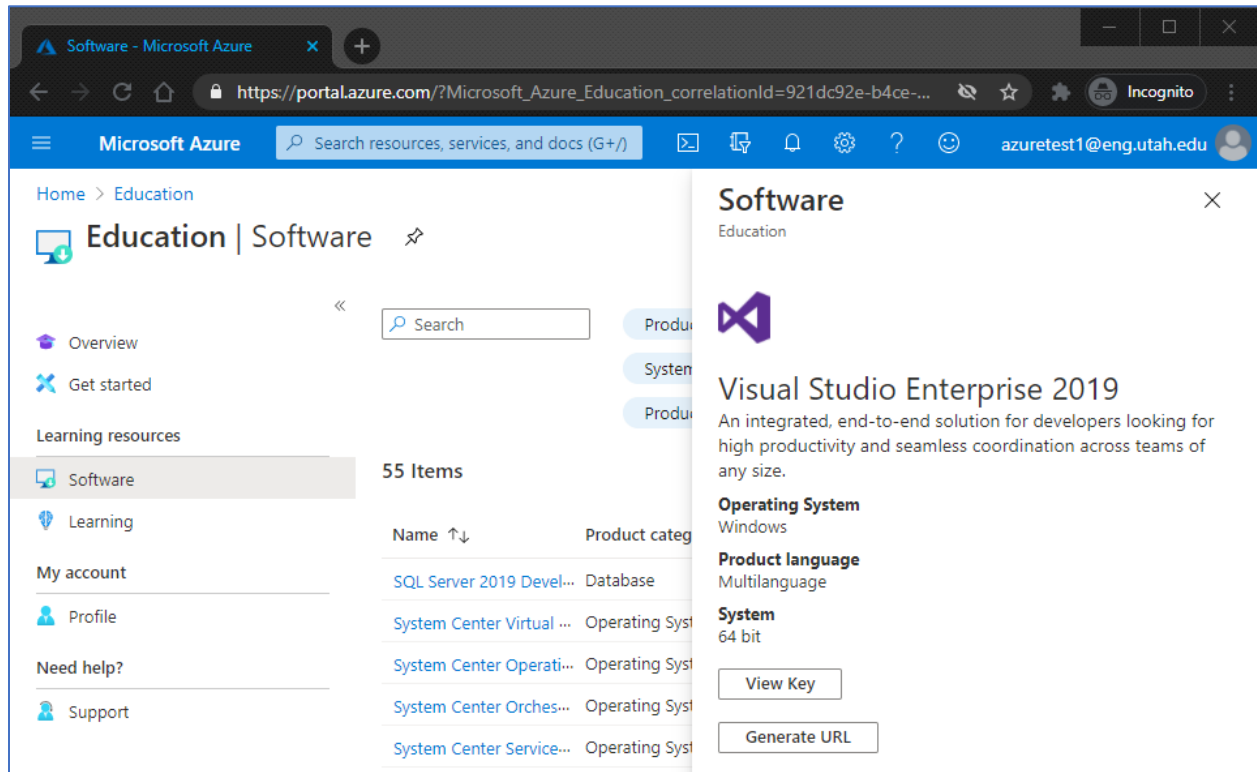 Software - Microsoft Azure
https://portal.azure.com/?Microsoft_Azure_Education_correlationId=921dc92e-b4ce-...
Incognito
Microsoft Azure
Search resources, services, and docs (G+/)
azuretest1@eng.utah.edu
Home > Education
Education | Software
«
Overview
Get started
Learning resources
Software
Learning
My account
Profile
Need help?
Support
Search
Produ
System
Produ
55 Items
Name ↑↓ Product categ
SQL Server 2019 Devel... Database
System Center Virtual ... Operating Syst
System Center Operati... Operating Syst
System Center Orches... Operating Syst
System Center Service... Operating Syst
Software
Education
Visual Studio Enterprise 2019
An integrated, end-to-end solution for developers looking for
high productivity and seamless coordination across teams of
any size.
Operating System
Windows
Product language
Multilanguage
System
64 bit
View Key
Generate URL